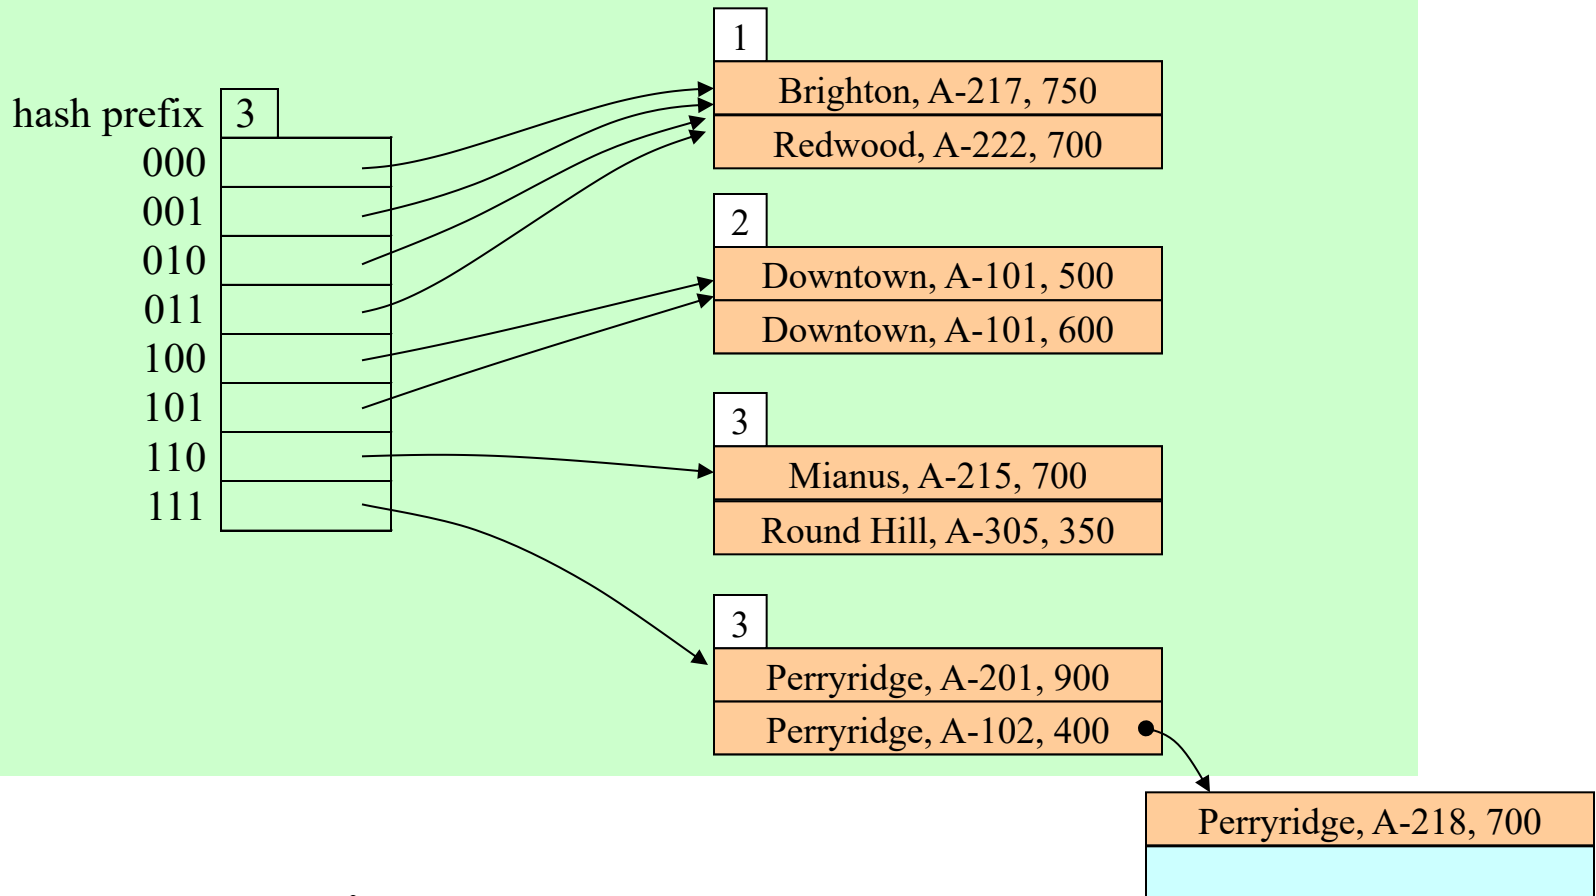 hash prefix 3
000
001
010
011
100
101
110
111
1
Brighton, A-217, 750
Redwood, A-222, 700
2
Downtown, A-101, 500
Downtown, A-101, 600
3
Mianus, A-215, 700
Round Hill, A-305, 350
3
Perryridge, A-201, 900
Perryridge, A-102, 400
Perryridge, A-218, 700